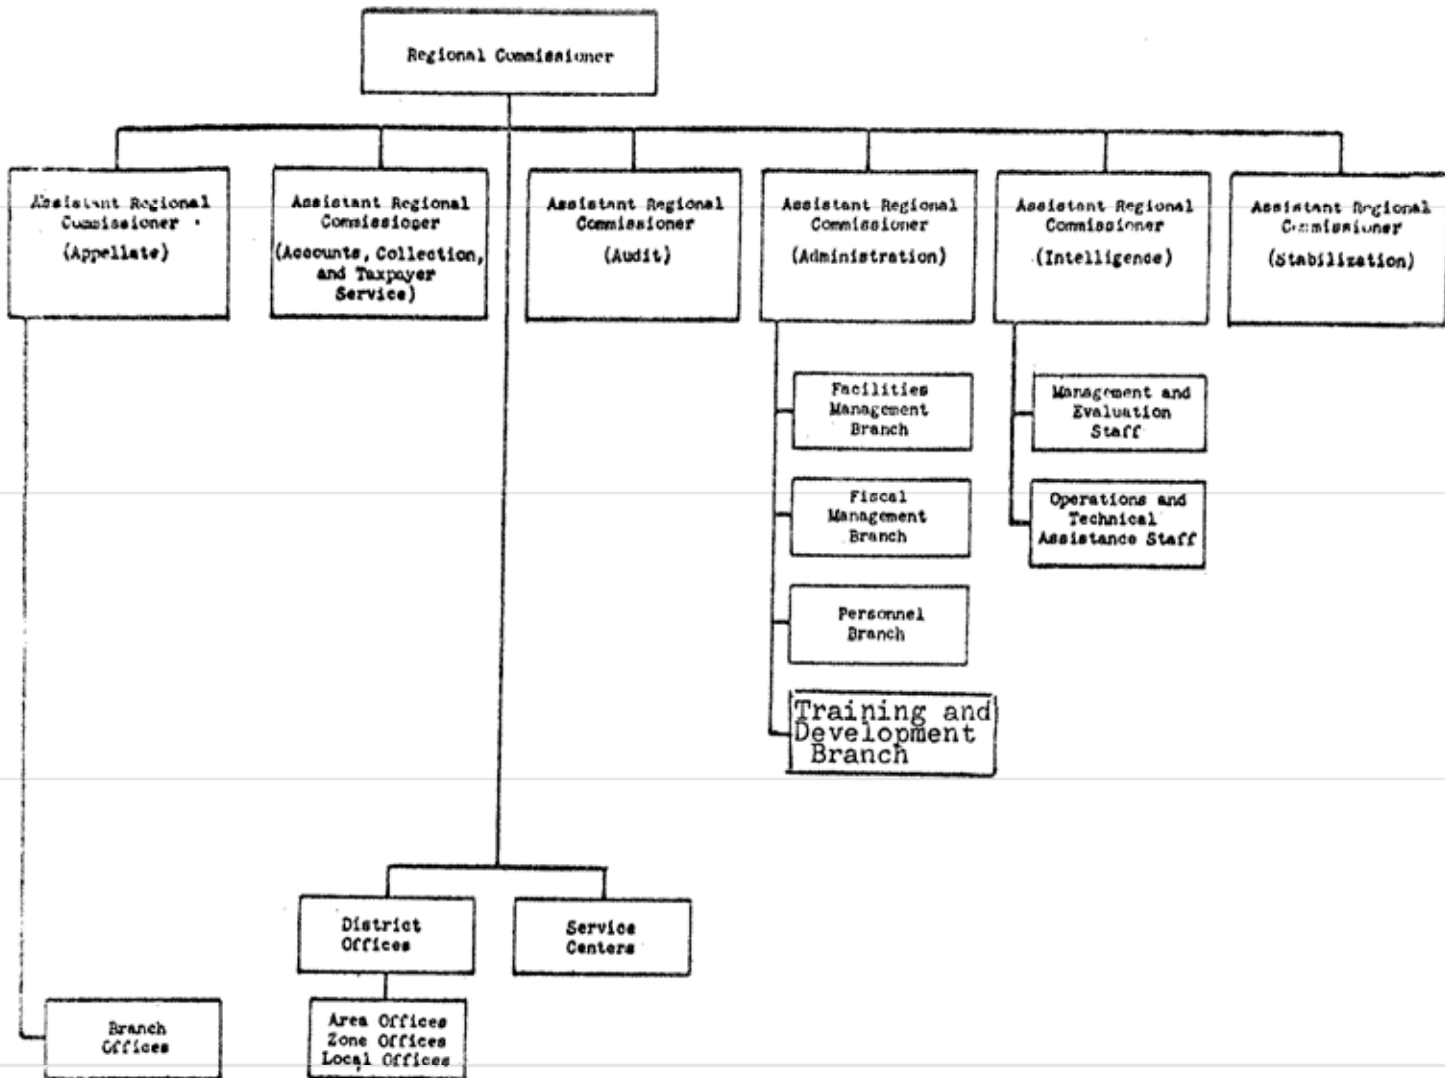 Regional Commissioner
Assistant Regional
Commissioner
(Appellate)
Assistant Regional
Commissioner
(Accounts, Collection,
and Taxpayer
Service)
Assistant Regional
Commissioner
(Audit)
Assistant Regional
Commissioner
(Administration)
Assistant Regional
Commissioner
(Intelligence)
Assistant Regional
Commissioner
(Stabilization)
Facilities
Management
Branch
Fiscal
Management
Branch
Personnel
Branch
Training and
Development
Branch
Management and
Evaluation
Staff
Operations and
Technical
Assistance Staff
District
Offices
Service
Centers
Branch
Offices
Area Offices
Zone Offices
Local Offices